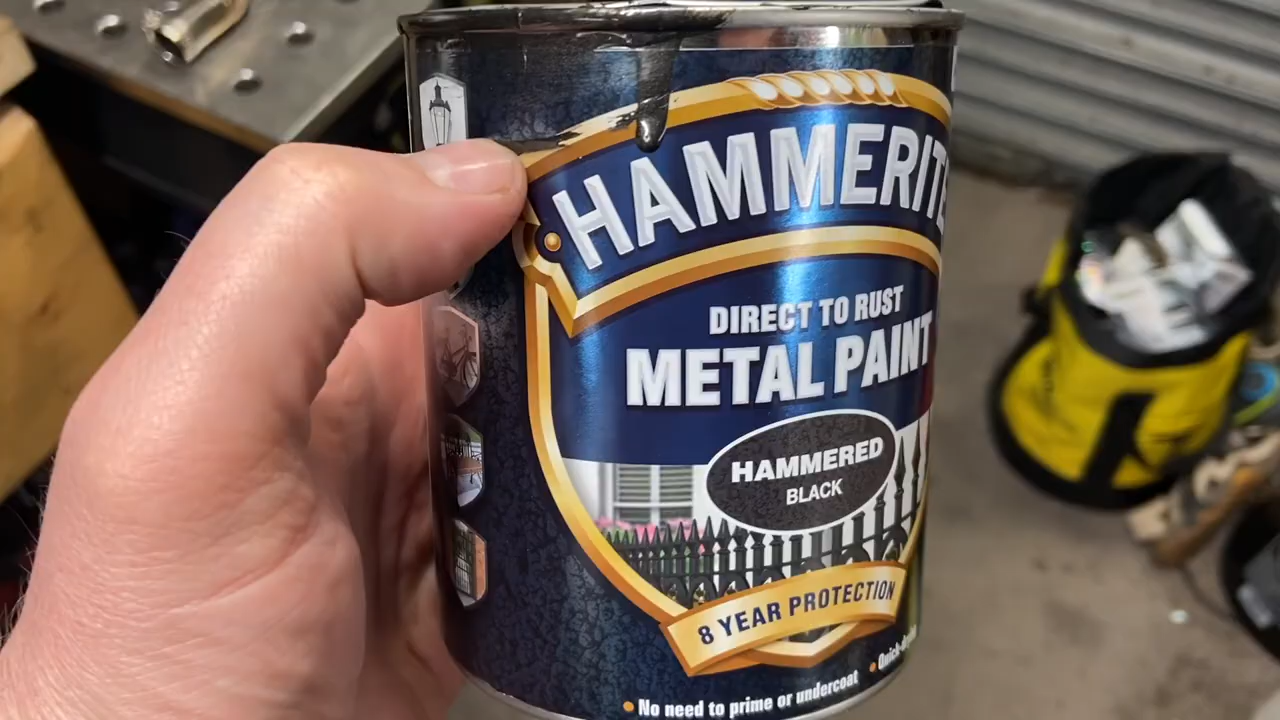 HAMMERITE
DIRECT TO RUST
METAL PAINT
HAMMERED
BLACK
8 YEAR PROTECTION
• No need to prime or undercoat